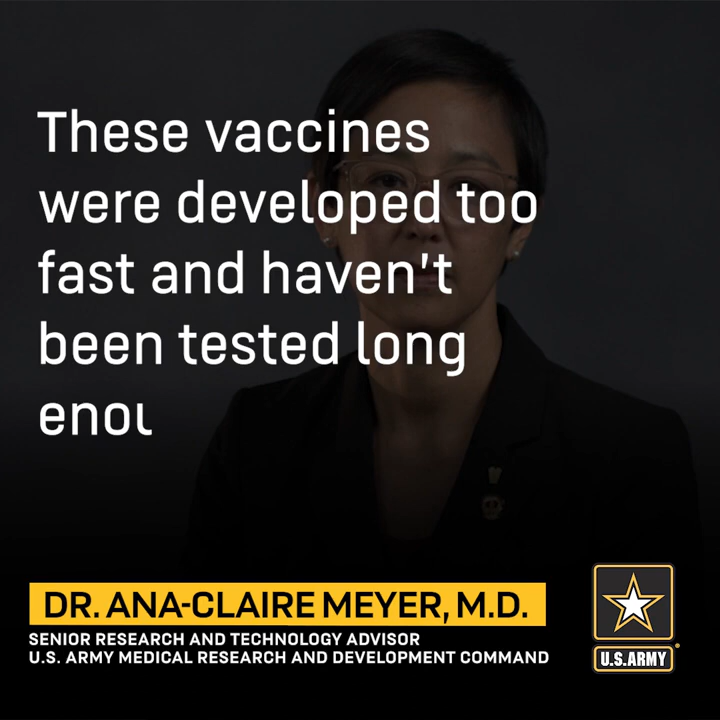 These vaccines
were developed too
fast and haven't
been tested long
DR. ANA-CLAIRE MEYER, M.D.
SENIOR RESEARCH AND TECHNOLOGY ADVISOR
U.S. ARMY MEDICAL RESEARCH AND DEVELOPMENT COMMAND
U.S.ARMY